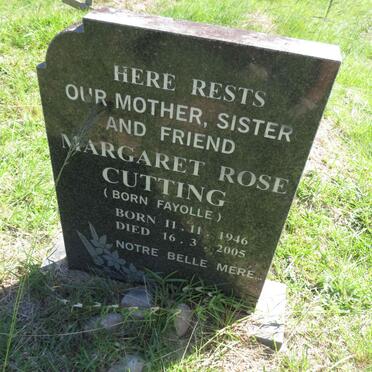 HERE RESTS
OUR MOTHER, SISTER
AND FRIEND
MARGARET ROSE
CUTTING
(BORN FAYOLLE)
BORN 11.11.1946
DIED 16.3.2005
NOTRE BELLE MERE.